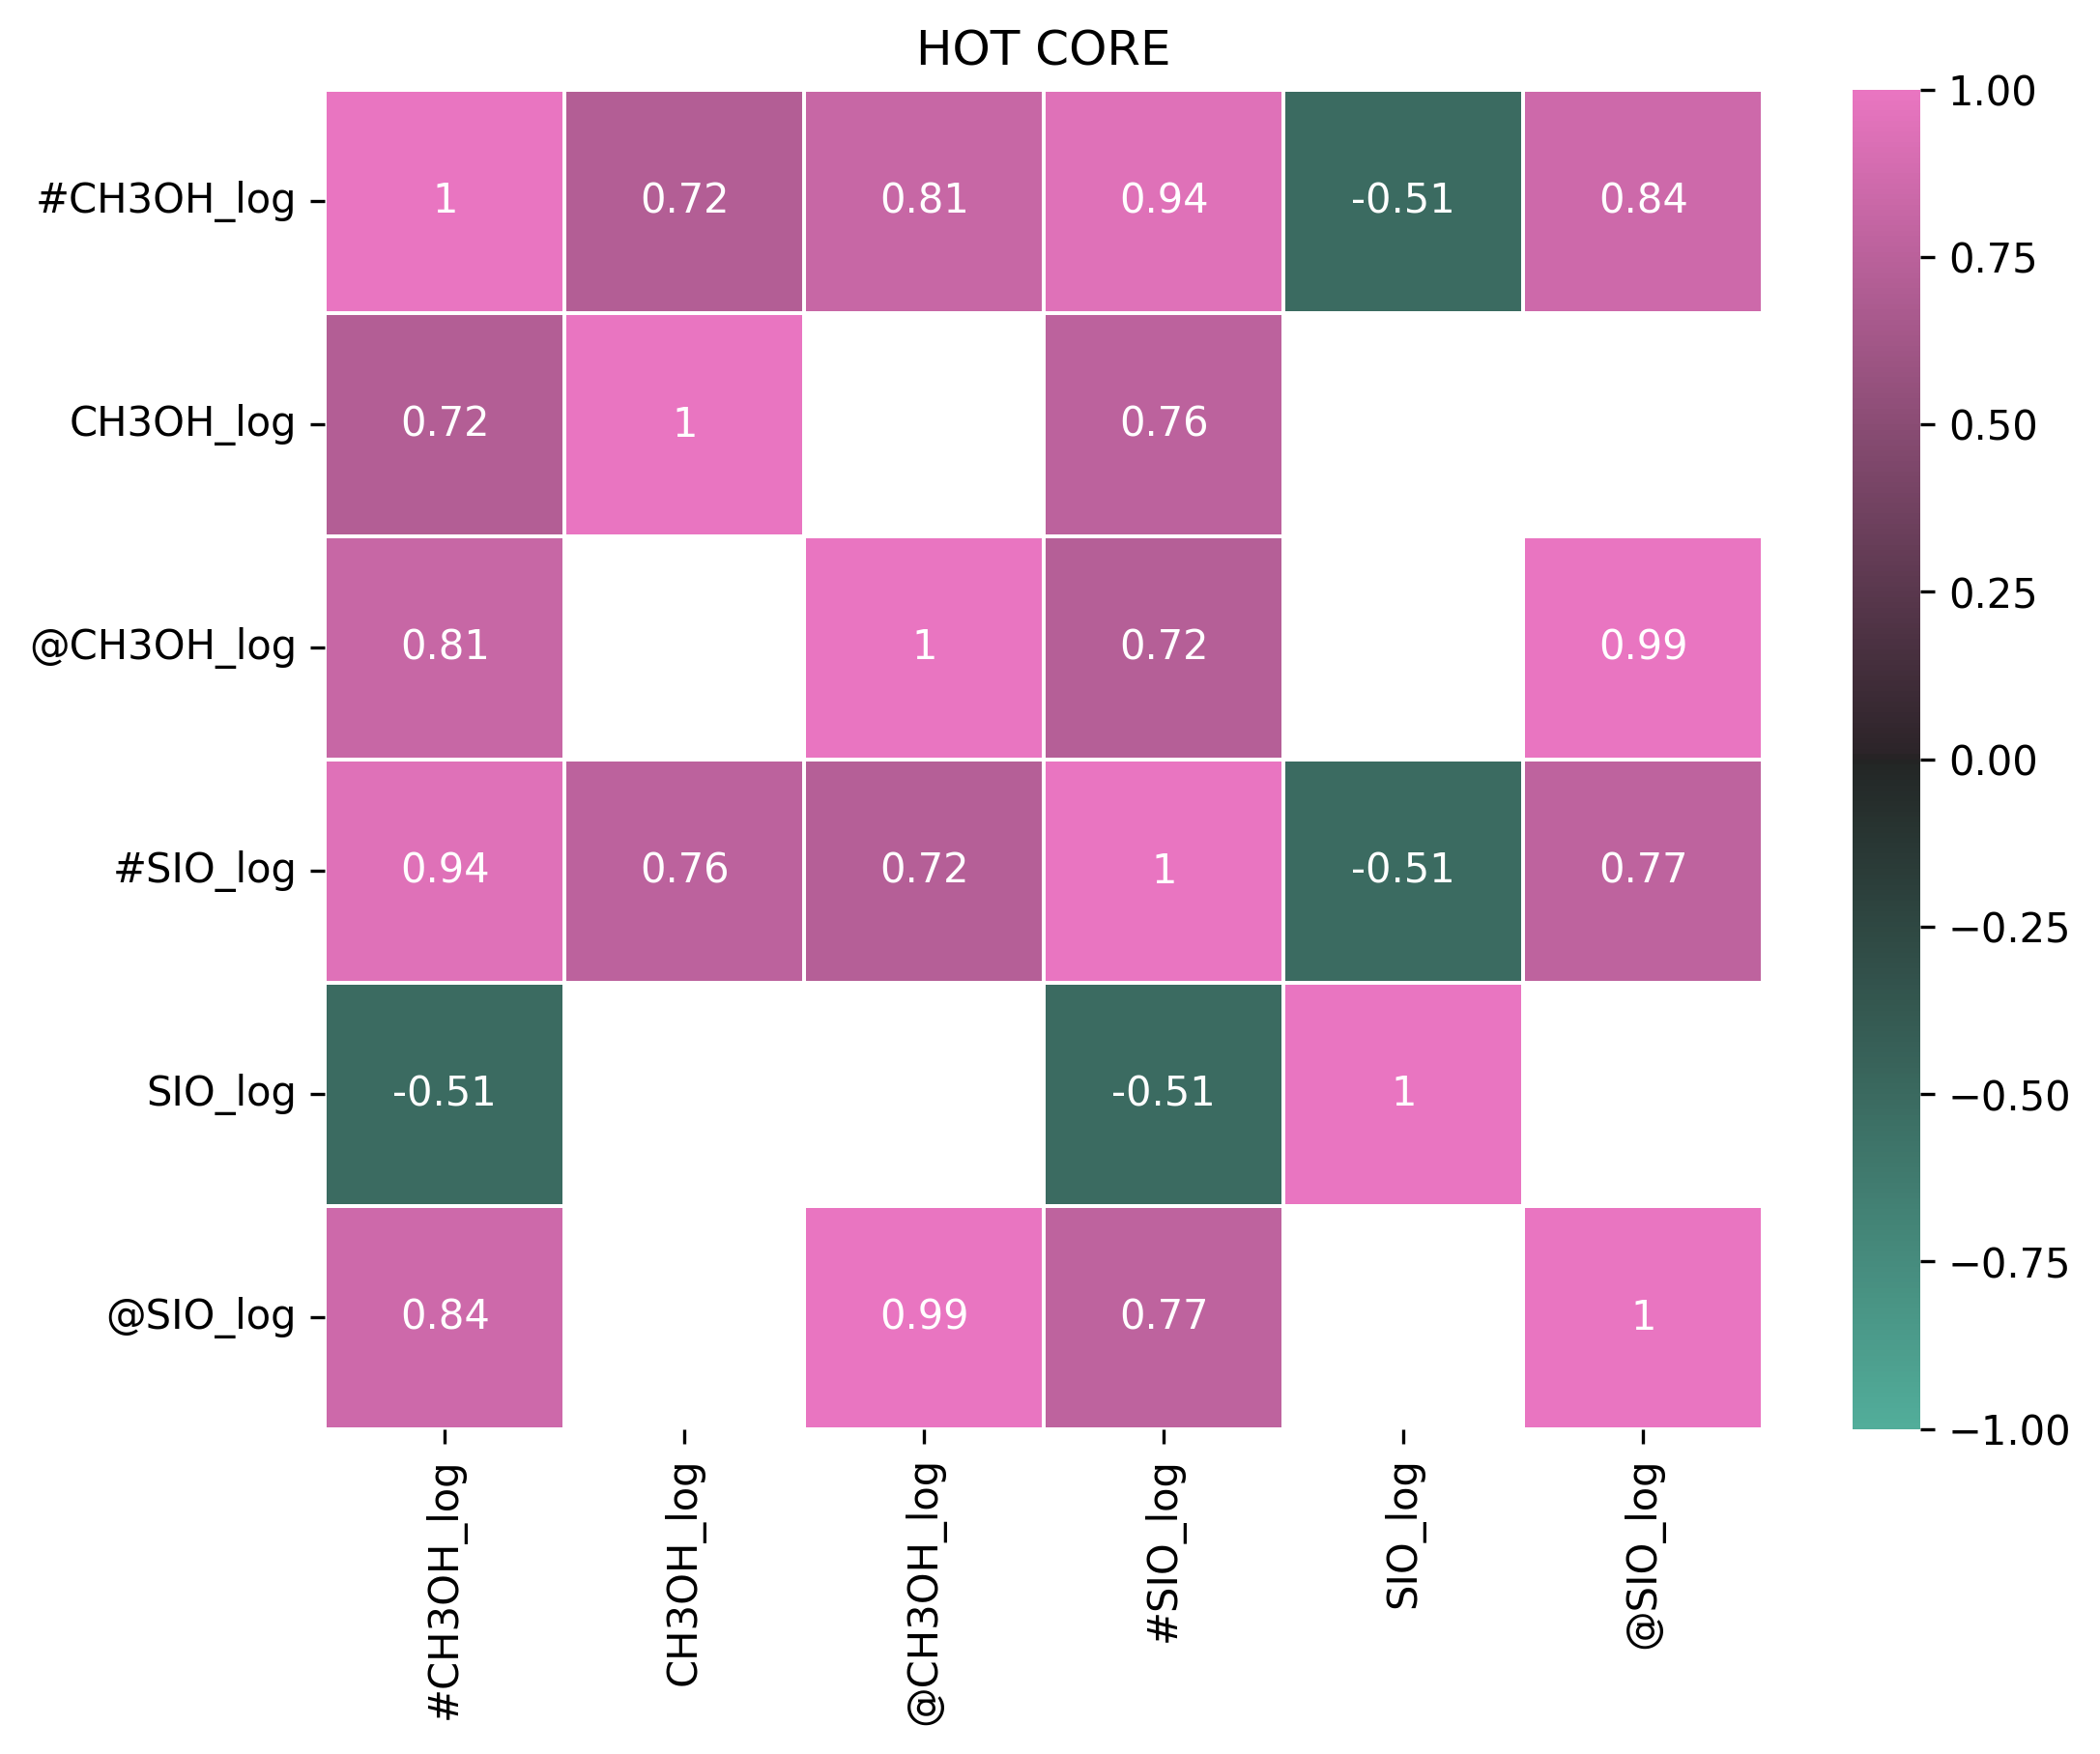 HOT CORE
#CH3OH_log 1 0.72 0.81 0.94 -0.51 0.84
CH3OH_log 0.72 1 0.76
@CH3OH_log 0.81 1 0.72 0.99
#SIO_log 0.94 0.76 0.72 1 -0.51 0.77
SIO_log -0.51 -0.51 1
@SIO_log 0.84 0.99 0.77 1
#CH3OH_log
CH3OH_log
@CH3OH_log
#SIO_log
SIO_log
@SIO_log
1.00
0.75
0.50
0.25
0.00
−0.25
−0.50
−0.75
−1.00